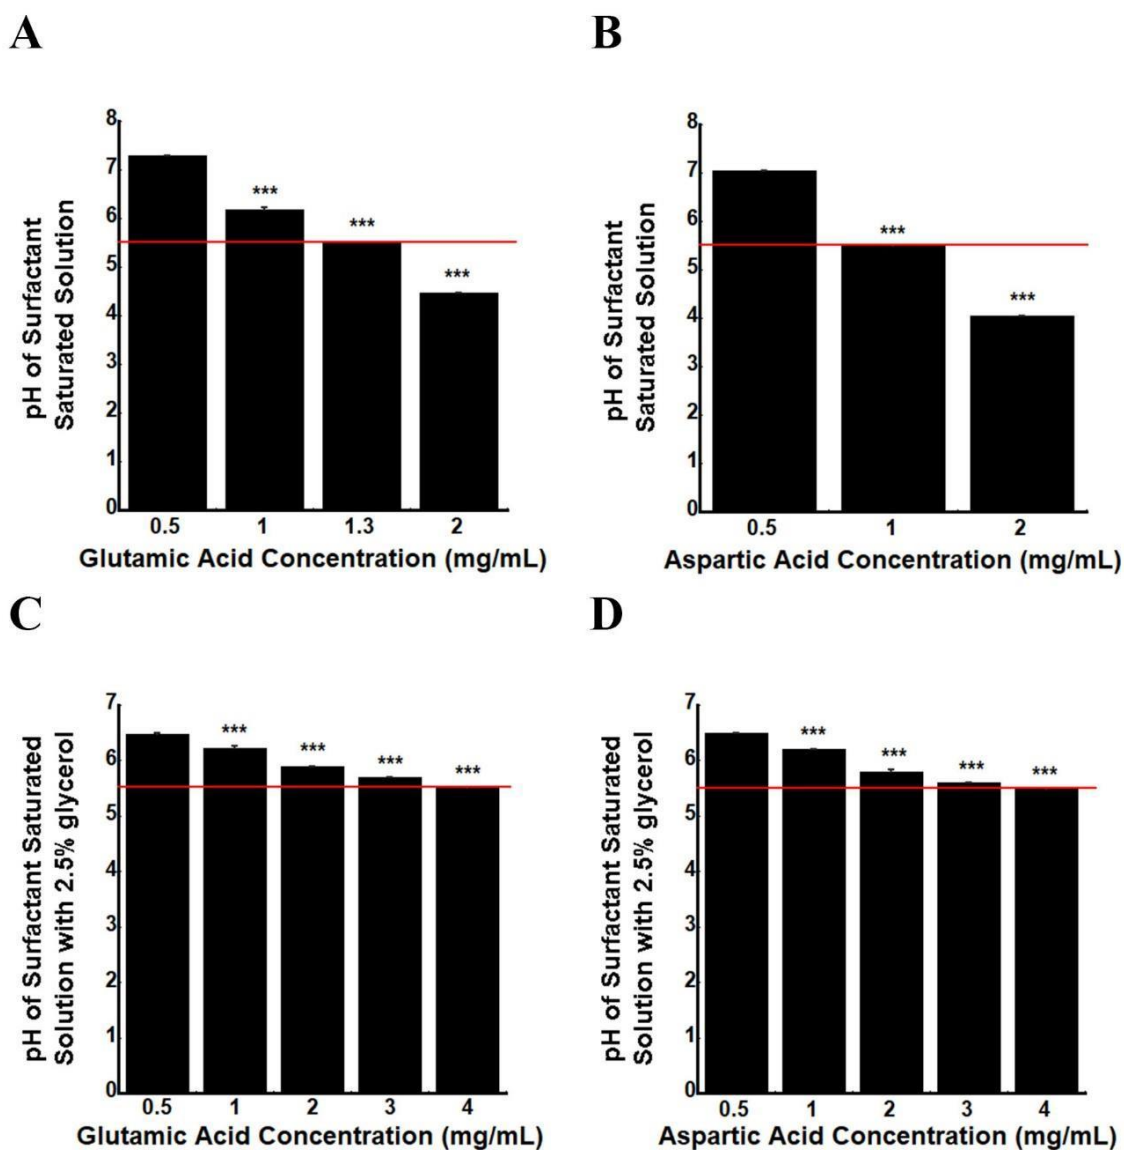 A
pH of Surfactant
Saturated Solution
8
7
6
5
4
3
2
1
0
***
***
***
0.5 1 1.3 2
Glutamic Acid Concentration (mg/mL)
B
pH of Surfactant
Saturated Solution
8
7
6
5
4
3
2
1
0
***
***
0.5 1 2
Aspartic Acid Concentration (mg/mL)
C
pH of Surfactant Saturated
Solution with 2.5% glycerol
7
6
5
4
3
2
1
0
***
***
***
***
0.5 1 2 3 4
Glutamic Acid Concentration (mg/mL)
D
pH of Surfactant Saturated
Solution with 2.5% glycerol
7
6
5
4
3
2
1
0
***
***
***
***
0.5 1 2 3 4
Aspartic Acid Concentration (mg/mL)